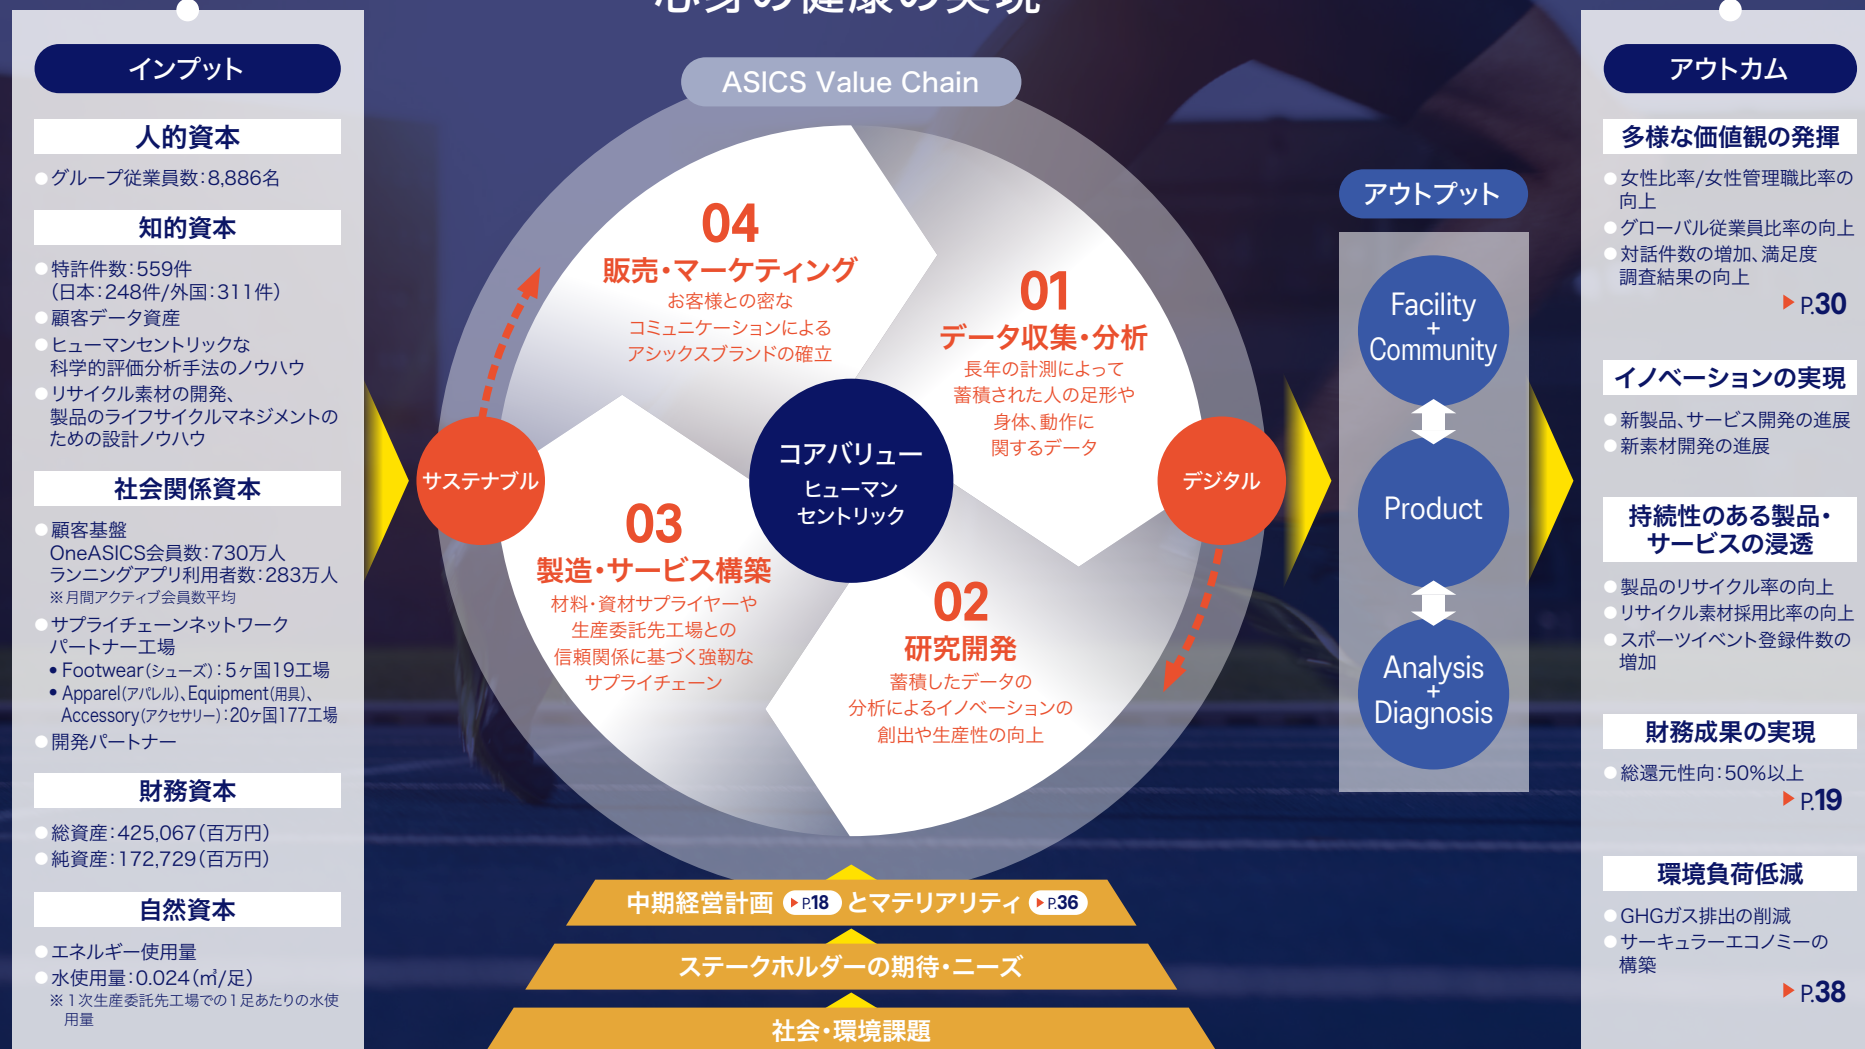 心身の健康の実現
インプット
人的資本
●グループ従業員数：8,886名
知的資本
●特許件数：559件
（日本：248件/外国：311件）
●顧客データ資産
●ヒューマンセントリックな
科学的評価分析手法のノウハウ
●リサイクル素材の開発、
製品のライフサイクルマネジメントの
ための設計ノウハウ
社会関係資本
●顧客基盤
OneASICS会員数：730万人
ランニングアプリ利用者数：283万人
※月間アクティブ会員数平均
●サプライチェーンネットワーク
パートナー工場
• Footwear（シューズ）：5ヶ国19工場
• Apparel（アパレル）、Equipment（用具）、
Accessory（アクセサリー）：20ヶ国177工場
●開発パートナー
財務資本
●総資産：425,067（百万円）
●純資産：172,729（百万円）
自然資本
●エネルギー使用量
●水使用量：0.024（㎥/足）
※1次生産委託先工場での1足あたりの水使
用量
ASICS Value Chain
04
販売・マーケティング
お客様との密な
コミュニケーションによる
アシックスブランドの確立
01
データ収集・分析
長年の計測によって
蓄積された人の足形や
身体、動作に
関するデータ
コアバリュー
ヒューマン
セントリック
サステナブル
デジタル
03
製造・サービス構築
材料・資材サプライヤーや
生産委託先工場との
信頼関係に基づく強靭な
サプライチェーン
02
研究開発
蓄積したデータの
分析によるイノベーションの
創出や生産性の向上
中期経営計画 ▶P.18 とマテリアリティ ▶P.36
ステークホルダーの期待・ニーズ
社会・環境課題
アウトプット
Facility
+
Community
Product
Analysis
+
Diagnosis
アウトカム
多様な価値観の発揮
●女性比率/女性管理職比率の
向上
●グローバル従業員比率の向上
●対話件数の増加、満足度
調査結果の向上
▶P.30
イノベーションの実現
●新製品、サービス開発の進展
●新素材開発の進展
持続性のある製品・
サービスの浸透
●製品のリサイクル率の向上
●リサイクル素材採用比率の向上
●スポーツイベント登録件数の
増加
財務成果の実現
●総還元性向：50%以上
▶P.19
環境負荷低減
●GHGガス排出の削減
●サーキュラーエコノミーの
構築
▶P.38